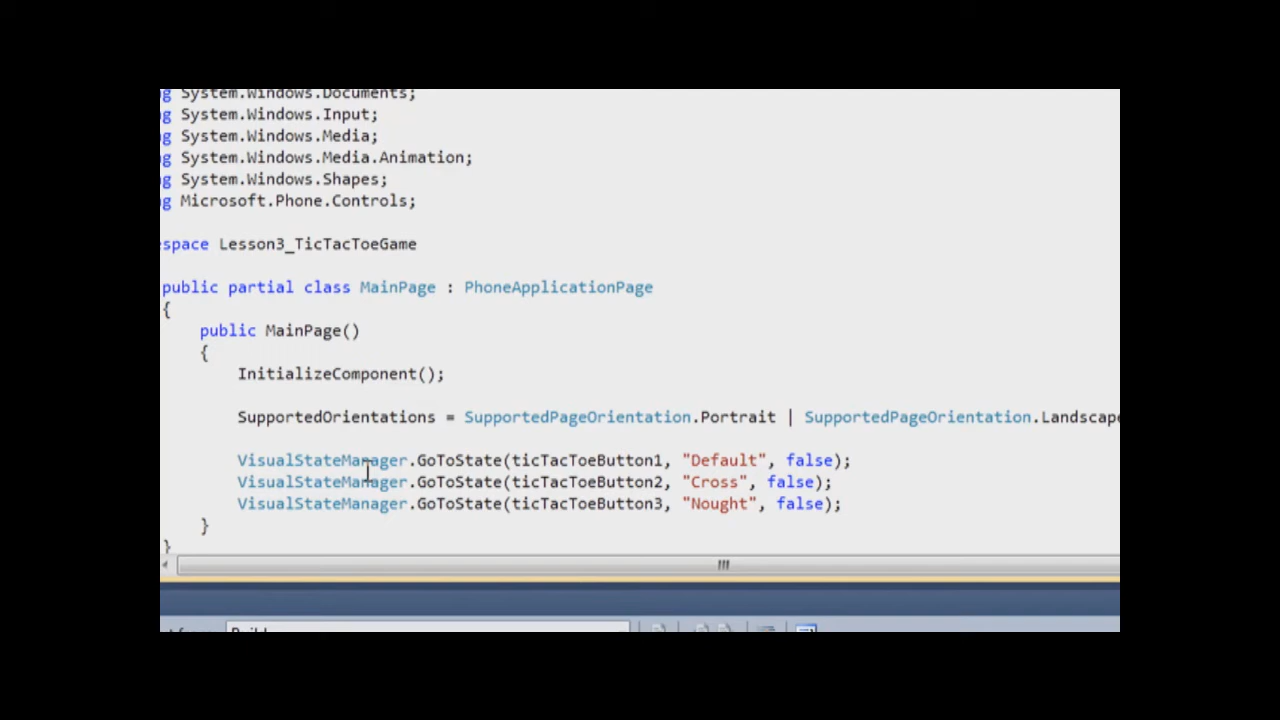 g System.Windows.Documents;
g System.Windows.Input;
g System.Windows.Media;
g System.Windows.Media.Animation;
g System.Windows.Shapes;
g Microsoft.Phone.Controls;
espace Lesson3_TicTacToeGame
public partial class MainPage : PhoneApplicationPage
{
public MainPage()
{
InitializeComponent();
SupportedOrientations = SupportedPageOrientation.Portrait | SupportedPageOrientation.Landscape
VisualStateManager.GoToState(ticTacToeButton1, "Default", false);
VisualStateManager.GoToState(ticTacToeButton2, "Cross", false);
VisualStateManager.GoToState(ticTacToeButton3, "Nought", false);
}
}